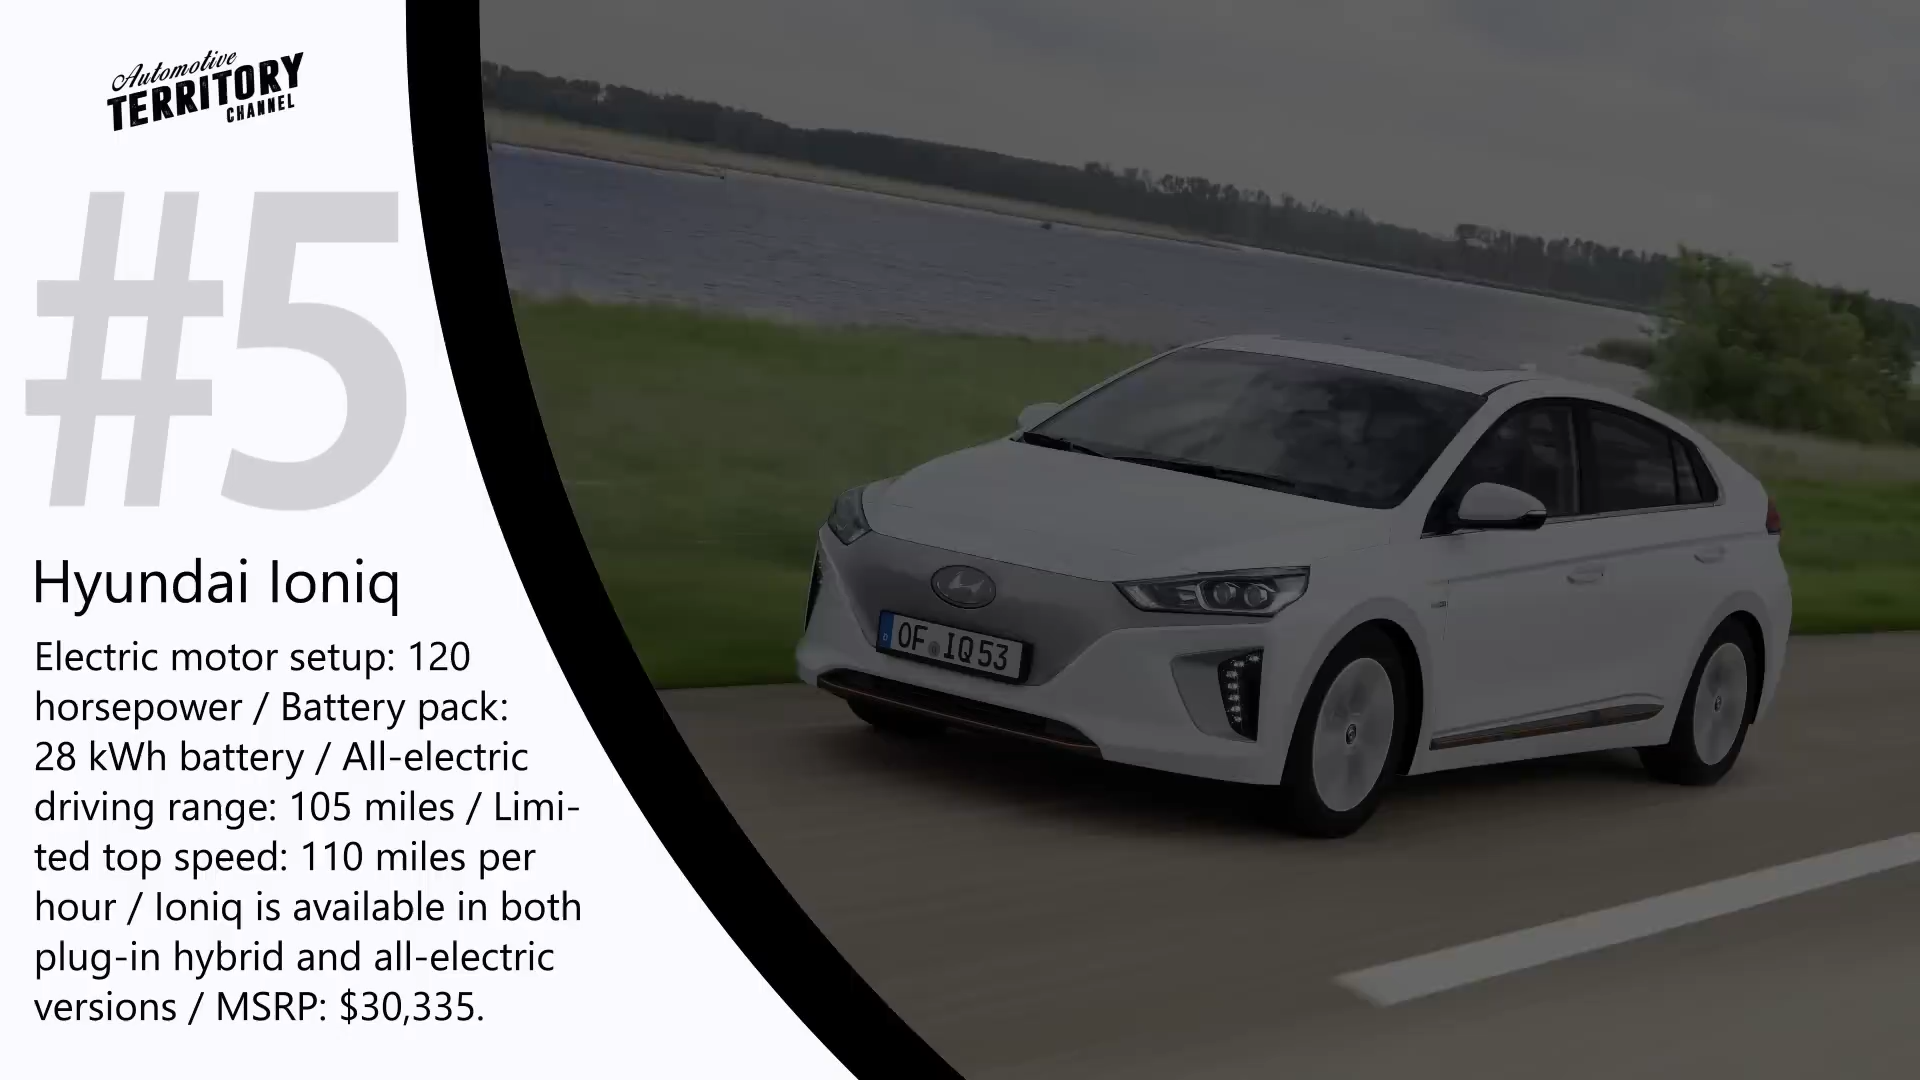 Automotive
TERRITORY
CHANNEL
#5
Hyundai Ioniq
Electric motor setup: 120
horsepower / Battery pack:
28 kWh battery / All-electric
driving range: 105 miles / Limi-
ted top speed: 110 miles per
hour / Ioniq is available in both
plug-in hybrid and all-electric
versions / MSRP: $30,335.
OF IQ 53